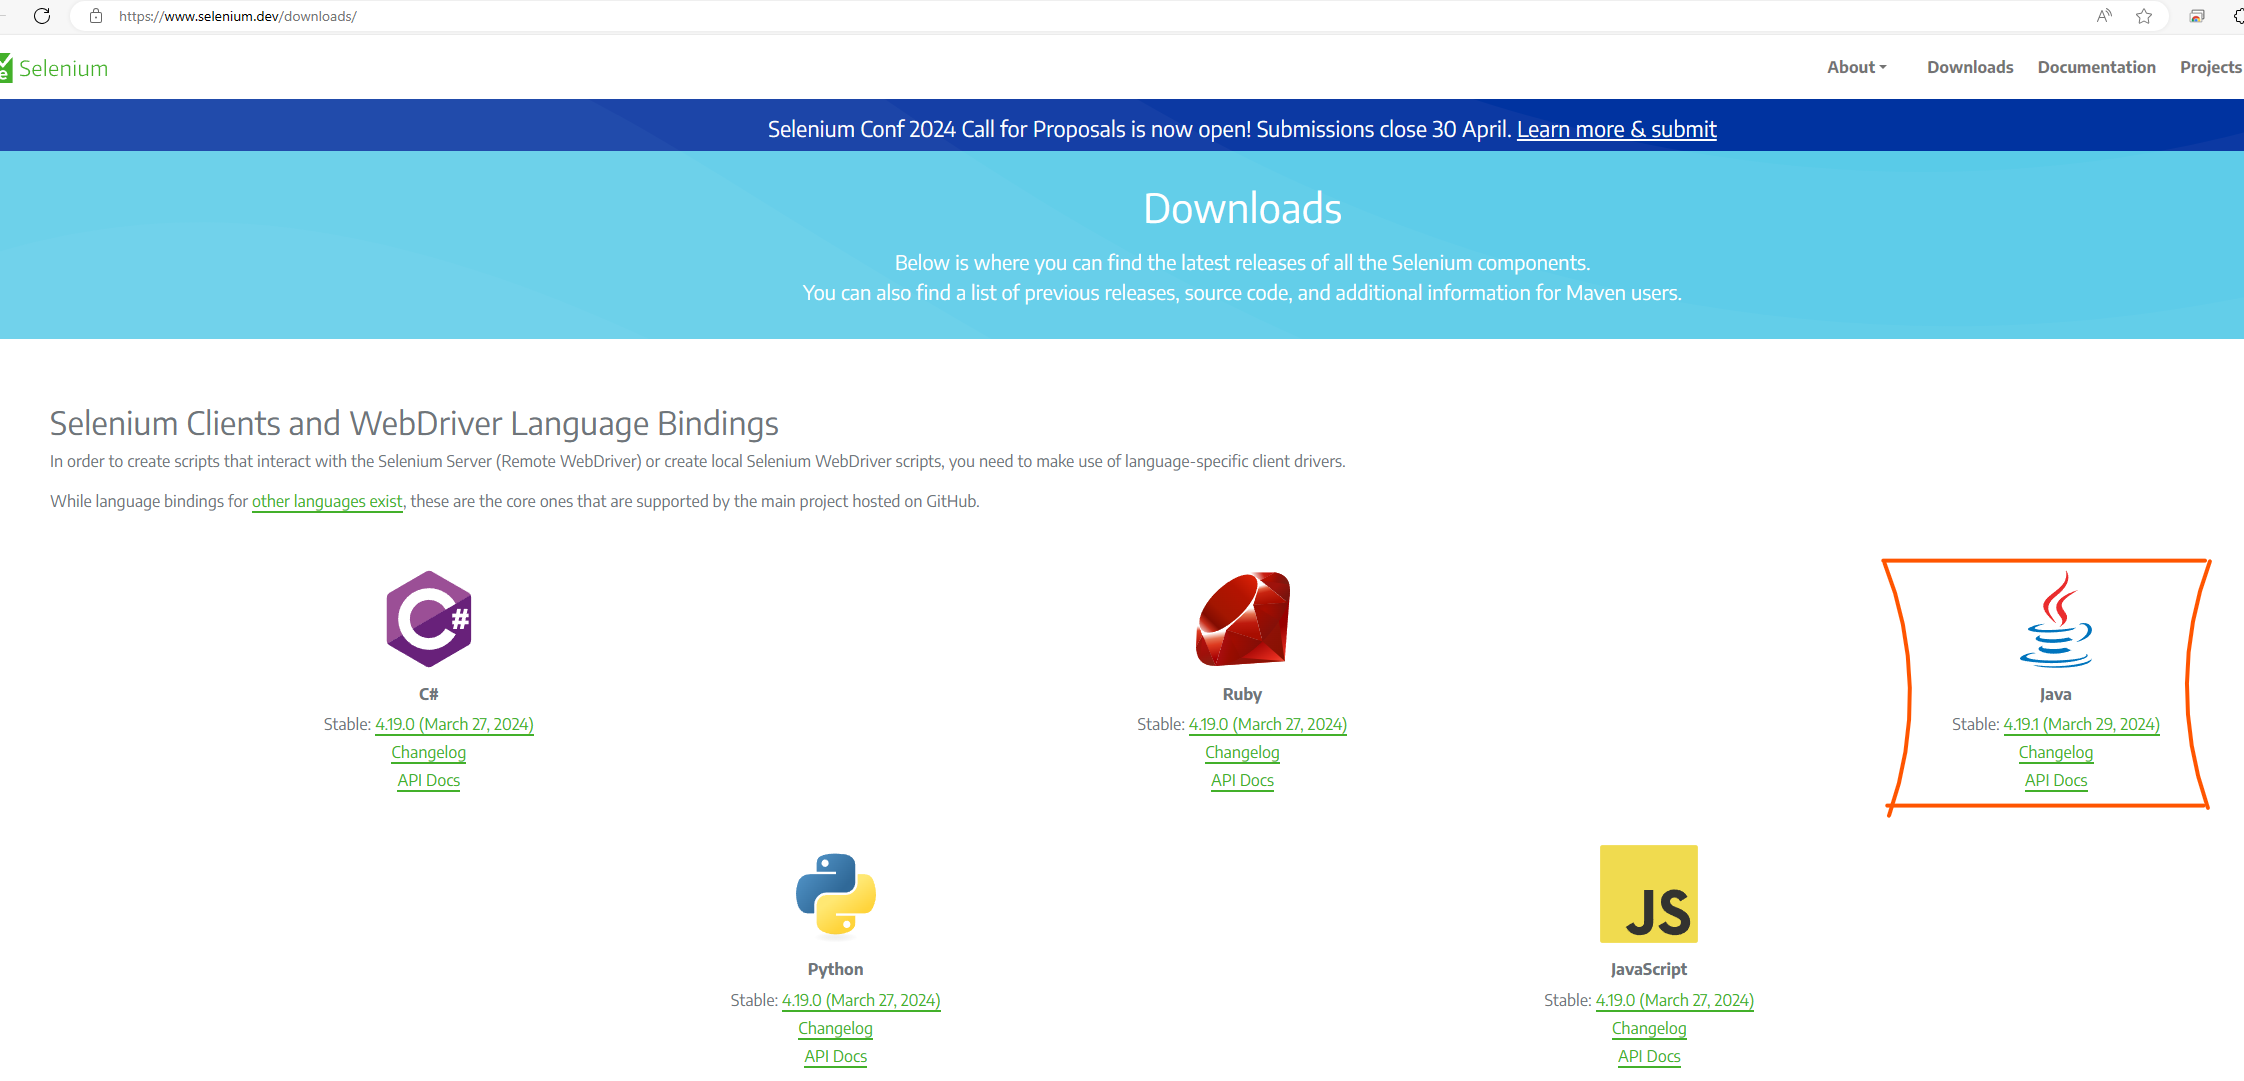 https://www.selenium.dev/downloads/
Selenium
About
Downloads
Documentation
Projects
Selenium Conf 2024 Call for Proposals is now open! Submissions close 30 April. Learn more & submit
Downloads
Below is where you can find the latest releases of all the Selenium components.
You can also find a list of previous releases, source code, and additional information for Maven users.
Selenium Clients and WebDriver Language Bindings
In order to create scripts that interact with the Selenium Server (Remote WebDriver) or create local Selenium WebDriver scripts, you need to make use of language-specific client drivers.
While language bindings for other languages exist, these are the core ones that are supported by the main project hosted on GitHub.
C#
C#
Stable: 4.19.0 (March 27, 2024)
Changelog
API Docs
Ruby
Stable: 4.19.0 (March 27, 2024)
Changelog
API Docs
Java
Stable: 4.19.1 (March 29, 2024)
Changelog
API Docs
Python
Stable: 4.19.0 (March 27, 2024)
Changelog
API Docs
JS
JavaScript
Stable: 4.19.0 (March 27, 2024)
Changelog
API Docs